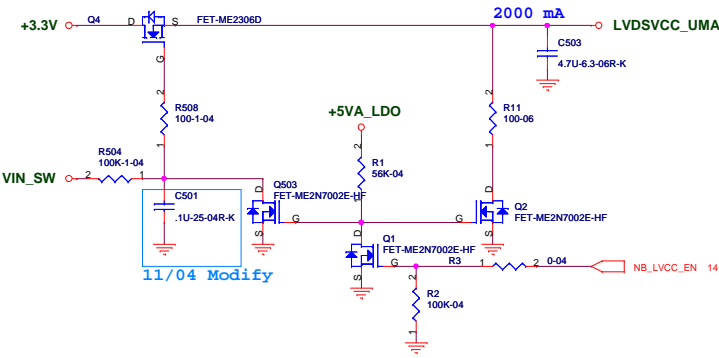 2000 mA
+3.3V
Q4
D
S
FET-ME2306D
LVDSVCC_UMA
G
C503
4.7U-6.3-06R-K
2
R508
100-1-04
1
+5VA_LDO
2
R11
100-06
1
R504
100K-1-04
VIN_SW
2
1
2
R1
56K-04
1
C501
.1U-25-04R-K
Q503
FET-ME2N7002E-HF
D
G
S
D
G
S
Q2
FET-ME2N7002E-HF
Q1
FET-ME2N7002E-HF
D
G
S
R3
1
2
0-04
NB_LVCC_EN 14
11/04 Modify
2
R2
100K-04
1